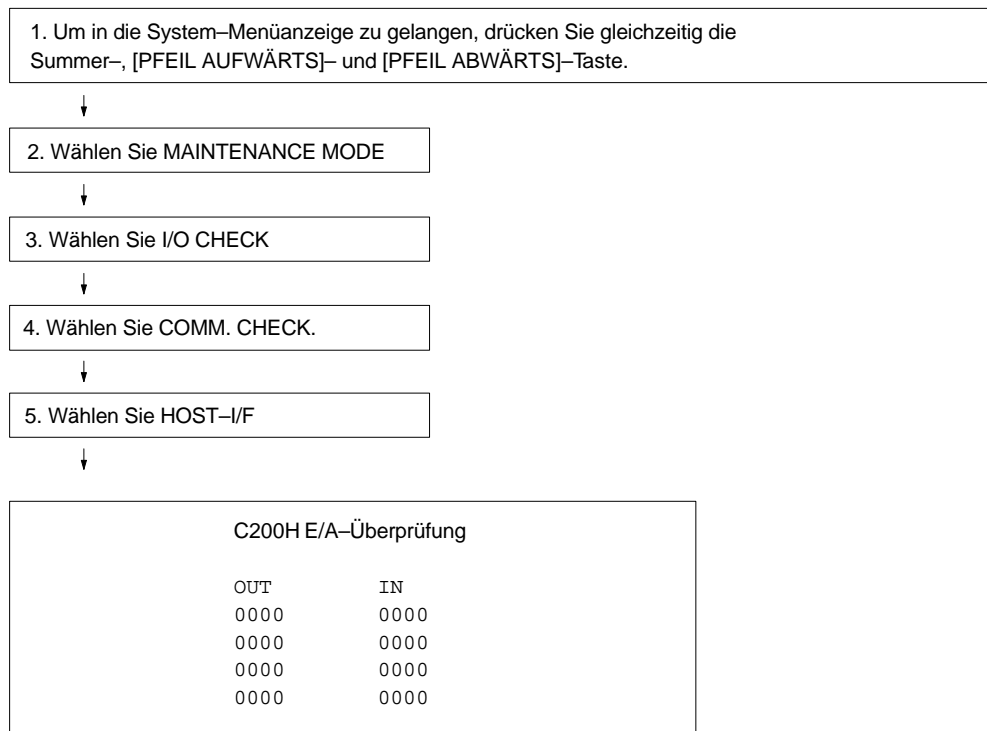 1. Um in die System–Menüanzeige zu gelangen, drücken Sie gleichzeitig die
Summer–, [PFEIL AUFWÄRTS]– und [PFEIL ABWÄRTS]–Taste.
2. Wählen Sie MAINTENANCE MODE
3. Wählen Sie I/O CHECK
4. Wählen Sie COMM. CHECK.
5. Wählen Sie HOST–I/F
C200H E/A–Überprüfung
OUT IN
0000 0000
0000 0000
0000 0000
0000 0000